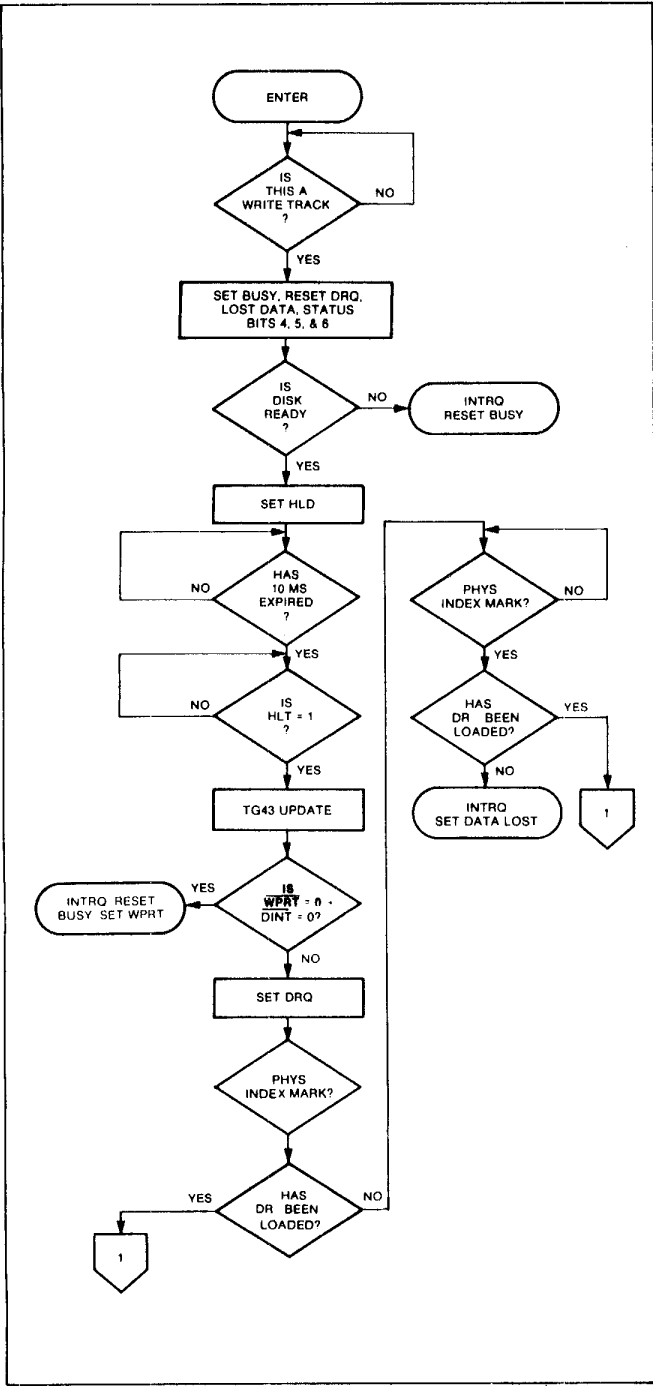 ENTER
IS
THIS A
WRITE TRACK
?
NO
YES
SET BUSY, RESET DRQ,
LOST DATA, STATUS
BITS 4, 5, & 6
IS
DISK
READY
?
NO
INTRQ
RESET BUSY
YES
SET HLD
HAS
10 MS
EXPIRED
?
NO
YES
IS
HLT = 1
?
NO
YES
TG43 UPDATE
IS
WPRT = 0 +
DINT = 0?
YES
INTRQ RESET
BUSY SET WPRT
NO
SET DRQ
PHYS
INDEX MARK?
HAS
DR BEEN
LOADED?
YES
NO
1
PHYS
INDEX MARK?
NO
YES
HAS
DR BEEN
LOADED?
YES
NO
INTRQ
SET DATA LOST
1